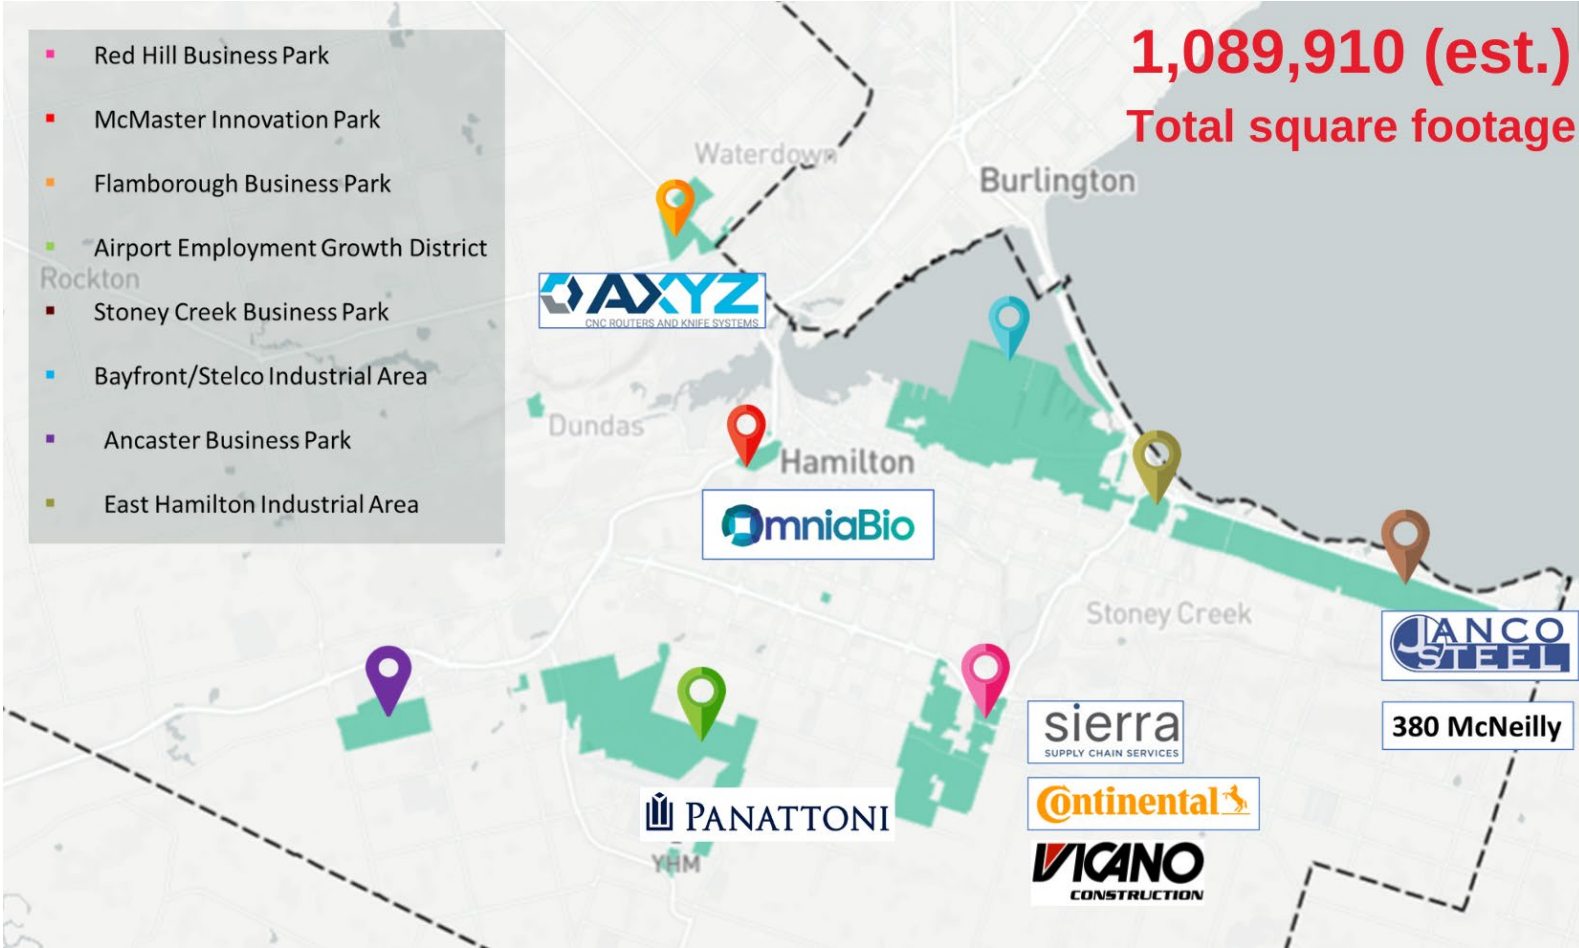 Red Hill Business Park
McMaster Innovation Park
Flamborough Business Park
Airport Employment Growth District
Stoney Creek Business Park
Bayfront/Stelco Industrial Area
Ancaster Business Park
East Hamilton Industrial Area
1,089,910 (est.)
Total square footage
Waterdown
Burlington
Rockton
AXYZ
CNC ROUTERS AND KNIFE SYSTEMS
Dundas
Hamilton
OmniaBio
Stoney Creek
JANCO
STEEL
380 McNeilly
sierra
SUPPLY CHAIN SERVICES
Continental
PANATTONI
YHM
VICANO
CONSTRUCTION